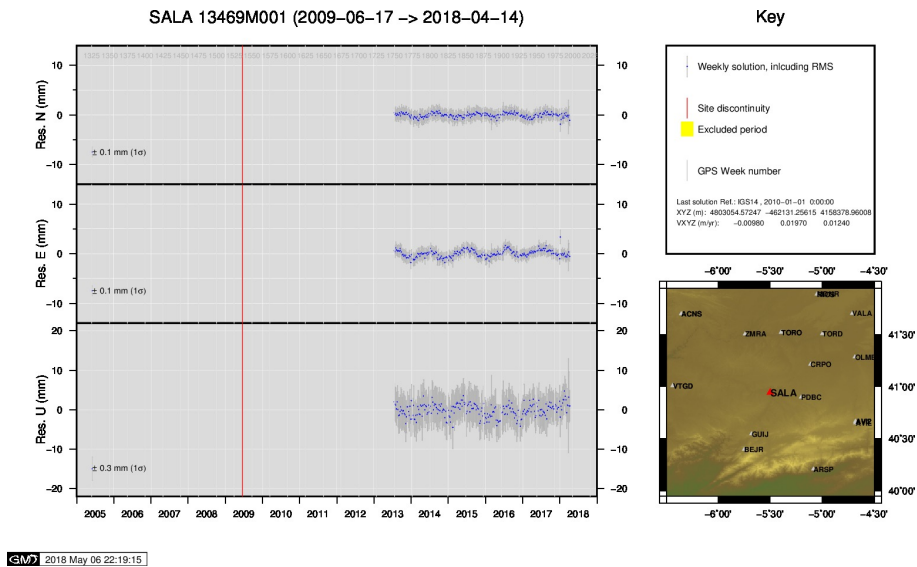 SALA 13469M001 (2009−06−17 −> 2018−04−14)
Key
Res. N (mm)
10
0
−10
10
0
−10
± 0.1 mm (1σ)
Res. E (mm)
10
0
−10
10
0
−10
± 0.1 mm (1σ)
Res. U (mm)
20
10
0
−10
−20
20
10
0
−10
−20
± 0.3 mm (1σ)
2005 2006 2007 2008 2009 2010 2011 2012 2013 2014 2015 2016 2017 2018
Weekly solution, inlcuding RMS
Site discontinuity
Excluded period
GPS Week number
Last solution Ref.: IGS14 , 2010−01−01 0:00:00
XYZ (m): 4803054.57247 −462131.25615 4158378.96008
VXYZ (m/yr): −0.00980 0.01970 0.01240
−6˚00' −5˚30' −5˚00' −4˚30'
ACNS
VALA
ZMRA
TORO
TORD
41˚30'
CRPO
OLME
VTGD
41˚00'
SALA
PDBC
GUIJ
40˚30'
BEJR
ARSP
40˚00'
−6˚00' −5˚30' −5˚00' −4˚30'
GMT 2018 May 06 22:19:15